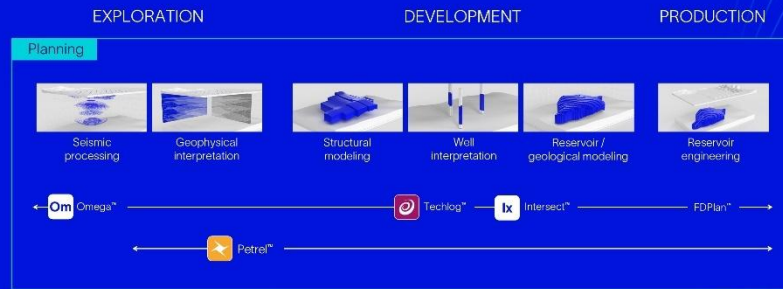 EXPLORATION DEVELOPMENT PRODUCTION
Planning
Seismic
processing
Geophysical
interpretation
Structural
modeling
Well
interpretation
Reservoir /
geological modeling
Reservoir
engineering
Om Omega™
Techlog™
Ix Intersect™
FDPlan™
Petrel™